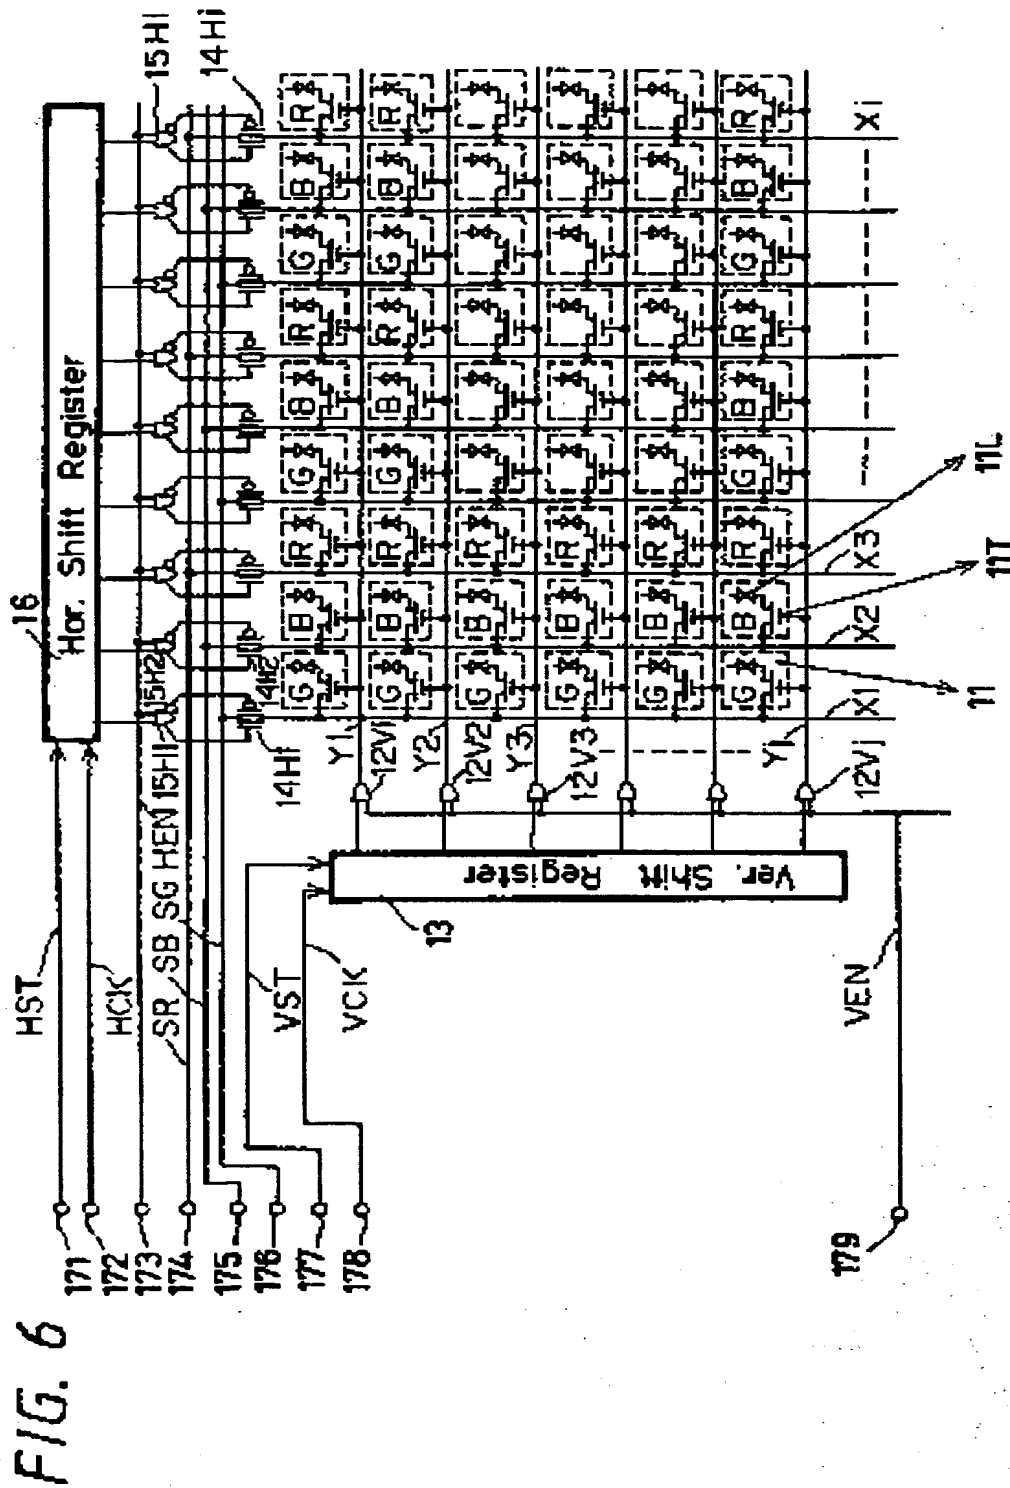 FIG. 6
16
Hor. Shift Register
15Hi
14Hi
15H2
15H1
14H2
14H1
HST
HCK
HEN
SG
SB
SR
VST
VCK
VEN
171
172
173
174
175
176
177
178
179
13
Ver. Shift
Register
Y1
12V1
Y2
12V2
Y3
12V3
Yj
12Vj
G B R G B R G B R
G B R G B R G B R
G B R
G B R
G B R
G B R G B R G B R
X1
X2
X3
Xi
11
11T
11L